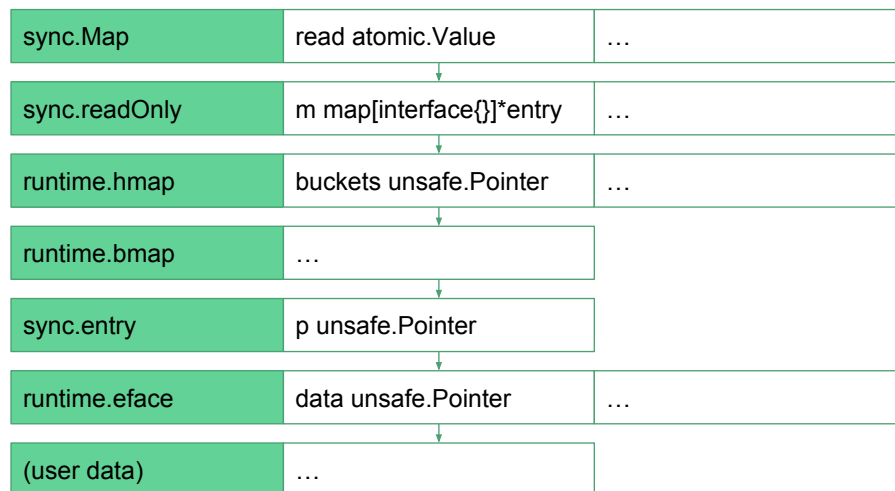 sync.Map read atomic.Value …
sync.readOnly m map[interface{}]*entry …
runtime.hmap buckets unsafe.Pointer …
runtime.bmap …
sync.entry p unsafe.Pointer
runtime.eface data unsafe.Pointer …
(user data) …